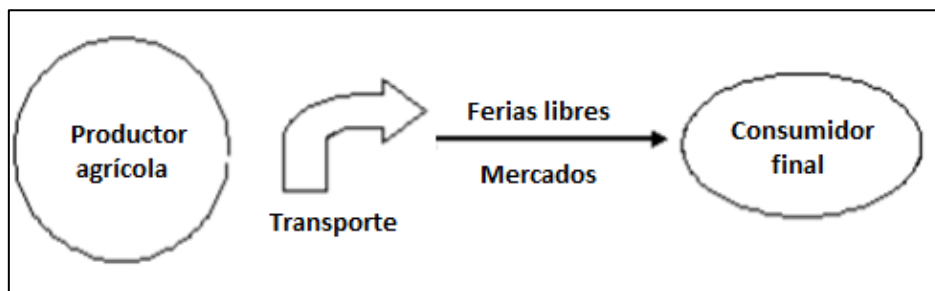 Productor
agrícola
Transporte
Ferias libres
Mercados
Consumidor
final